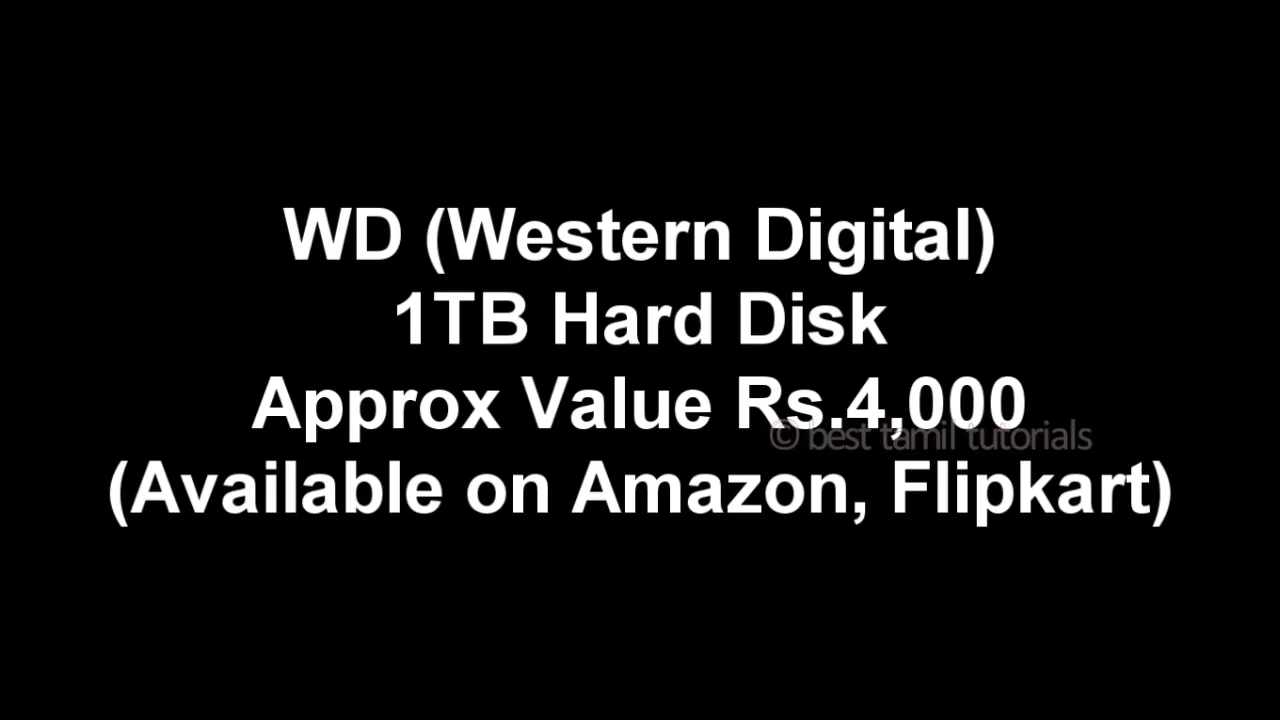 WD (Western Digital)
1TB Hard Disk
Approx Value Rs.4,000
© best tamil tutorials
(Available on Amazon, Flipkart)